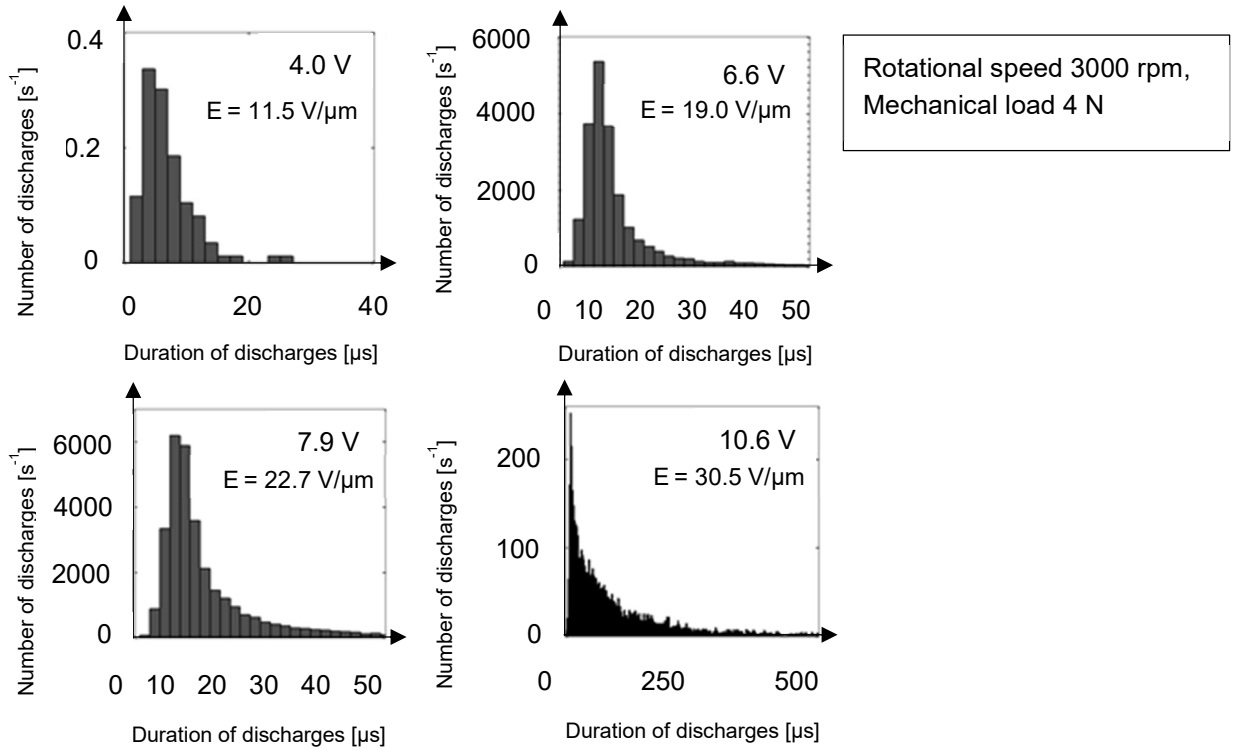 0.4
0.2
0
Number of discharges [s-1]
4.0 V
E = 11.5 V/µm
0 20 40
Duration of discharges [µs]
6000
4000
2000
0
Number of discharges [s-1]
6.6 V
E = 19.0 V/µm
0 10 20 30 40 50
Duration of discharges [µs]
Rotational speed 3000 rpm,
Mechanical load 4 N
6000
4000
2000
0
Number of discharges [s-1]
7.9 V
E = 22.7 V/µm
0 10 20 30 40 50
Duration of discharges [µs]
200
100
0
Number of discharges [s-1]
10.6 V
E = 30.5 V/µm
0 250 500
Duration of discharges [µs]